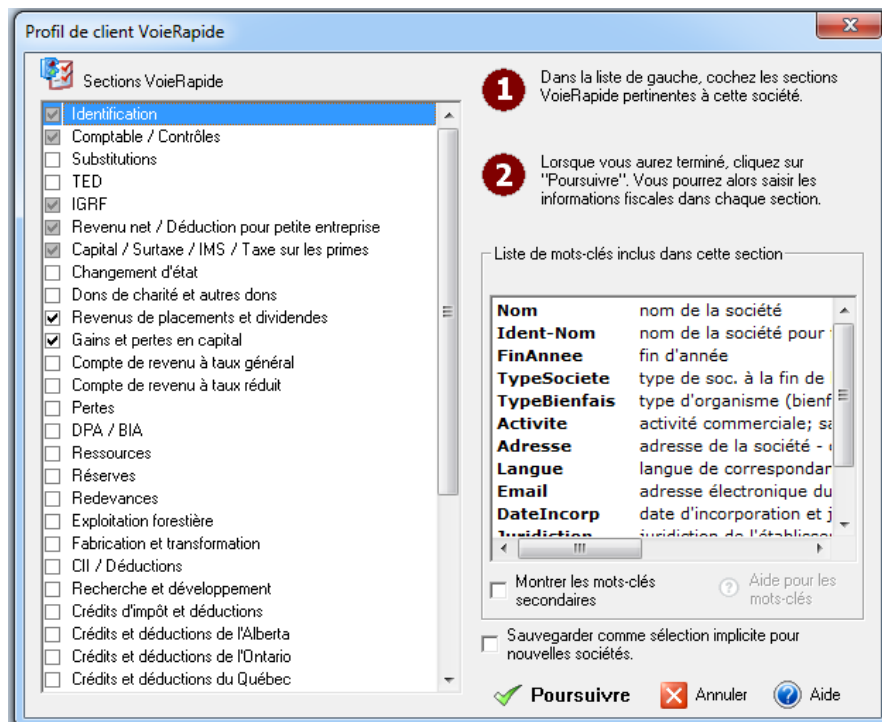 Profil de client VoieRapide
Sections VoieRapide
Identification
Comptable / Contrôles
Substitutions
TED
IGRF
Revenu net / Déduction pour petite entreprise
Capital / Surtaxe / IMS / Taxe sur les primes
Changement d'état
Dons de charité et autres dons
Revenus de placements et dividendes
Gains et pertes en capital
Compte de revenu à taux général
Compte de revenu à taux réduit
Pertes
DPA / BIA
Ressources
Réserves
Redevances
Exploitation forestière
Fabrication et transformation
CII / Déductions
Recherche et développement
Crédits d'impôt et déductions
Crédits et déductions de l'Alberta
Crédits et déductions de l'Ontario
Crédits et déductions du Québec
1
Dans la liste de gauche, cochez les sections
VoieRapide pertinentes à cette société.
2
Lorsque vous aurez terminé, cliquez sur
"Poursuivre". Vous pourrez alors saisir les
informations fiscales dans chaque section.
Liste de mots-clés inclus dans cette section
Nom nom de la société
Ident-Nom nom de la société pour
FinAnnee fin d'année
TypeSociete type de soc. à la fin de
TypeBienfais type d'organisme (bienf
Activite activité commerciale; sa
Adresse adresse de la société -
Langue langue de correspondan
Email adresse électronique du
DateIncorp date d'incorporation et j
Juridiction juridiction de l'établisse
Montrer les mots-clés
secondaires
Aide pour les
mots-clés
Sauvegarder comme sélection implicite pour
nouvelles sociétés.
Poursuivre Annuler Aide